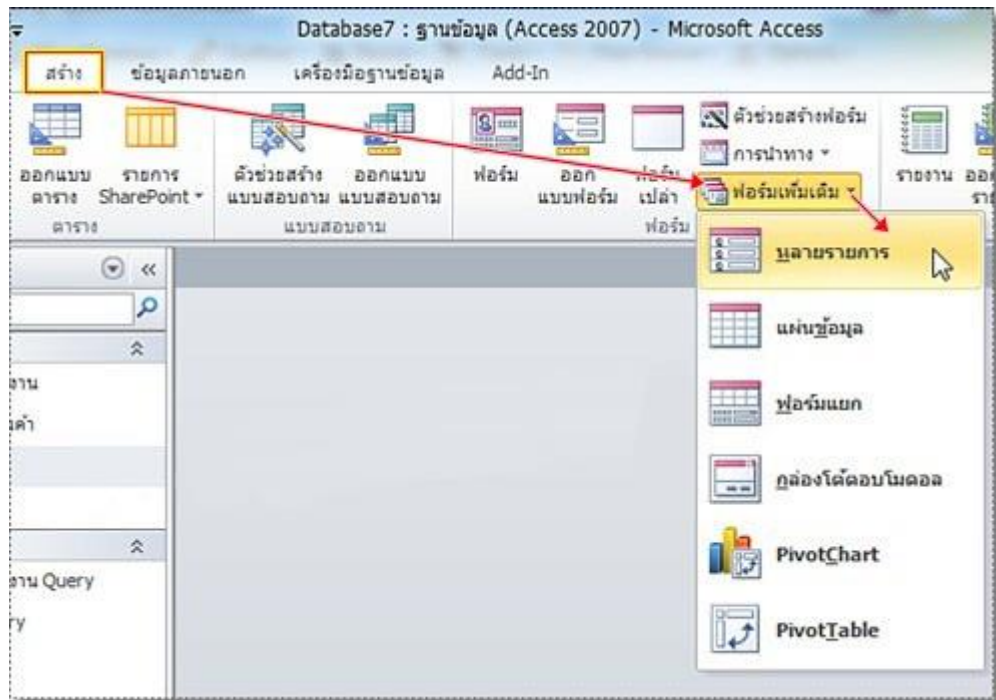 Database7 : ฐานข้อมูล (Access 2007) - Microsoft Access
สร้าง ข้อมูลภายนอก เครื่องมือฐานข้อมูล Add-In
ตัวช่วยสร้างฟอร์ม
การนำทาง
ฟอร์มเพิ่มเติม
ออกแบบ รายการ ตัวช่วยสร้าง ออกแบบ ฟอร์ม ออก ฟอร์ม รายงาน
ตาราง SharePoint แบบสอบถาม แบบสอบถาม แบบฟอร์ม เปล่า
ตาราง แบบสอบถาม ฟอร์ม
หลายรายการ
แผ่นข้อมูล
ฟอร์มแยก
กล่องโต้ตอบโมดอล
PivotChart
PivotTable
Query